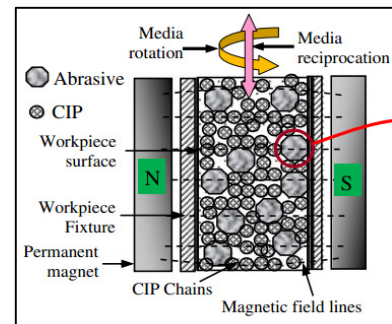 Media
rotation
Media
reciprocation
Abrasive
CIP
Workpiece
surface
N
S
Workpiece
Fixture
Permanent
magnet
CIP Chains
Magnetic field lines